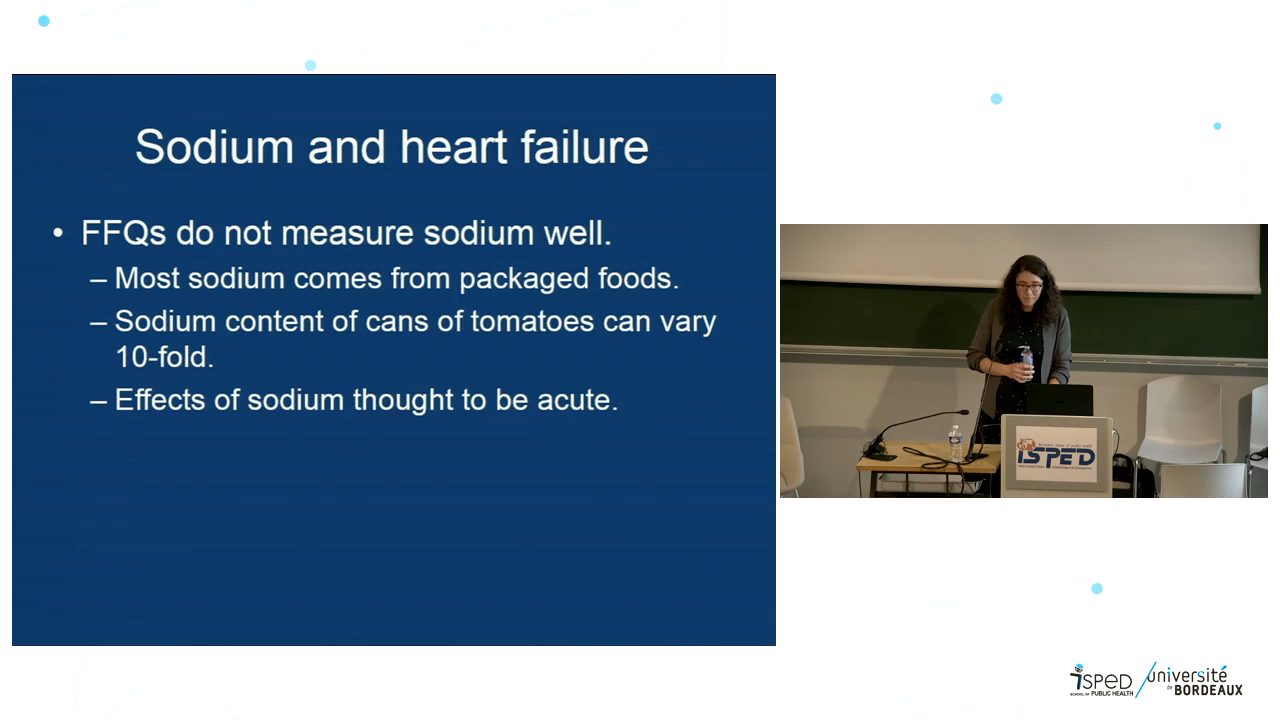 Sodium and heart failure
• FFQs do not measure sodium well.
– Most sodium comes from packaged foods.
– Sodium content of cans of tomatoes can vary
10-fold.
– Effects of sodium thought to be acute.
ISPED
ISPED
SCHOOL OF PUBLIC HEALTH
université
de BORDEAUX